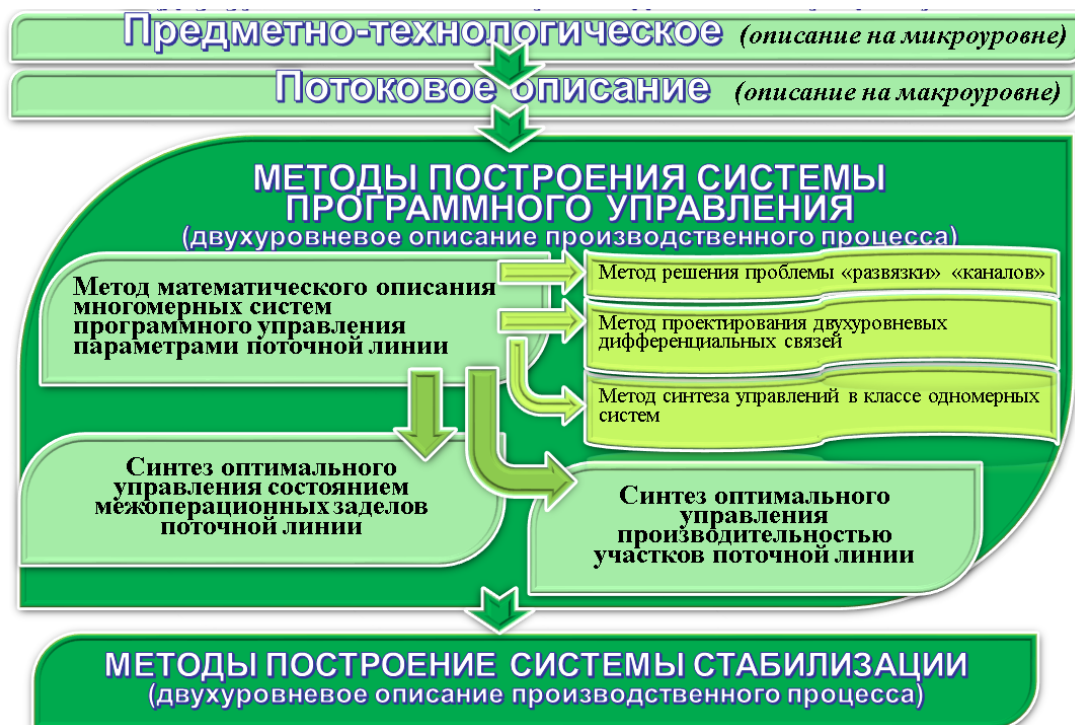 Предметно-технологическое (описание на микроуровне)
Потоковое описание (описание на макроуровне)
МЕТОДЫ ПОСТРОЕНИЯ СИСТЕМЫ
ПРОГРАММНОГО УПРАВЛЕНИЯ
(двухуровневое описание производственного процесса)
Метод математического описания
многомерных систем
программного управления
параметрами поточной линии
Метод решения проблемы «развязки» «каналов»
Метод проектирования двухуровневых
дифференциальных связей
Метод синтеза управлений в классе одномерных
систем
Синтез оптимального
управления состоянием
межоперационных заделов
поточной линии
Синтез оптимального
управления
производительностью
участков поточной линии
МЕТОДЫ ПОСТРОЕНИЕ СИСТЕМЫ СТАБИЛИЗАЦИИ
(двухуровневое описание производственного процесса)